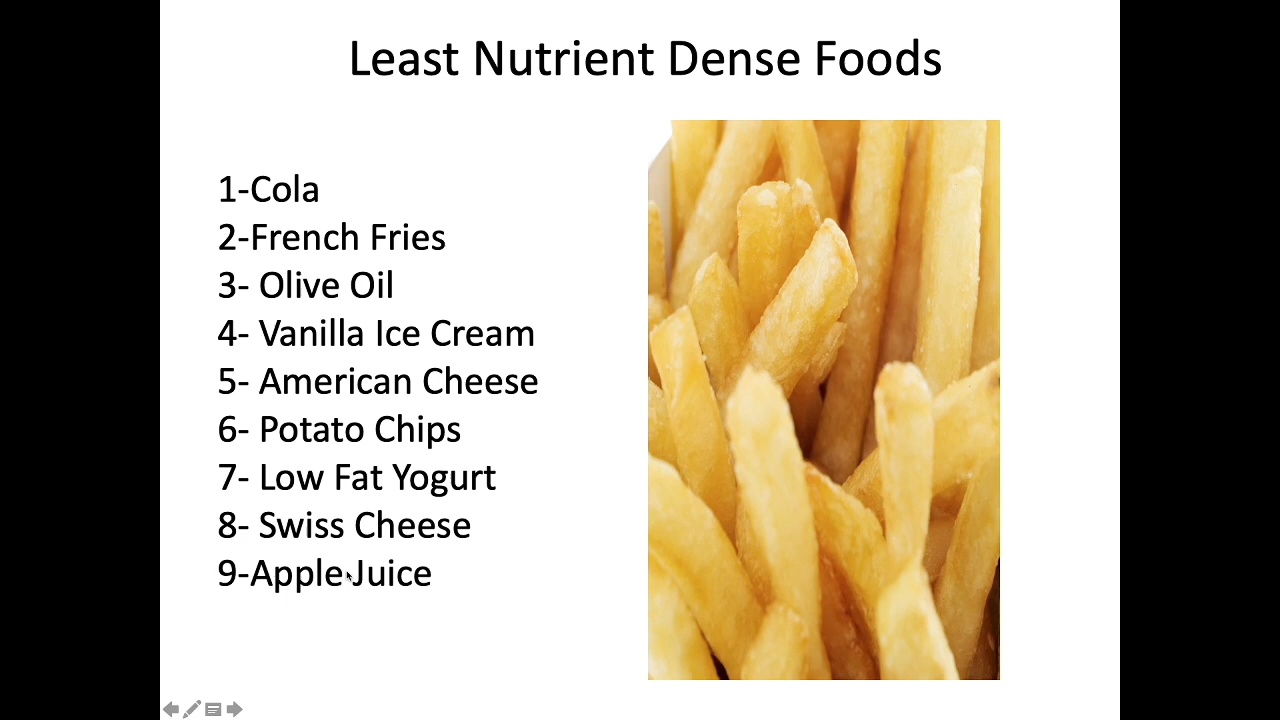 Least Nutrient Dense Foods
1-Cola
2-French Fries
3- Olive Oil
4- Vanilla Ice Cream
5- American Cheese
6- Potato Chips
7- Low Fat Yogurt
8- Swiss Cheese
9-Apple Juice